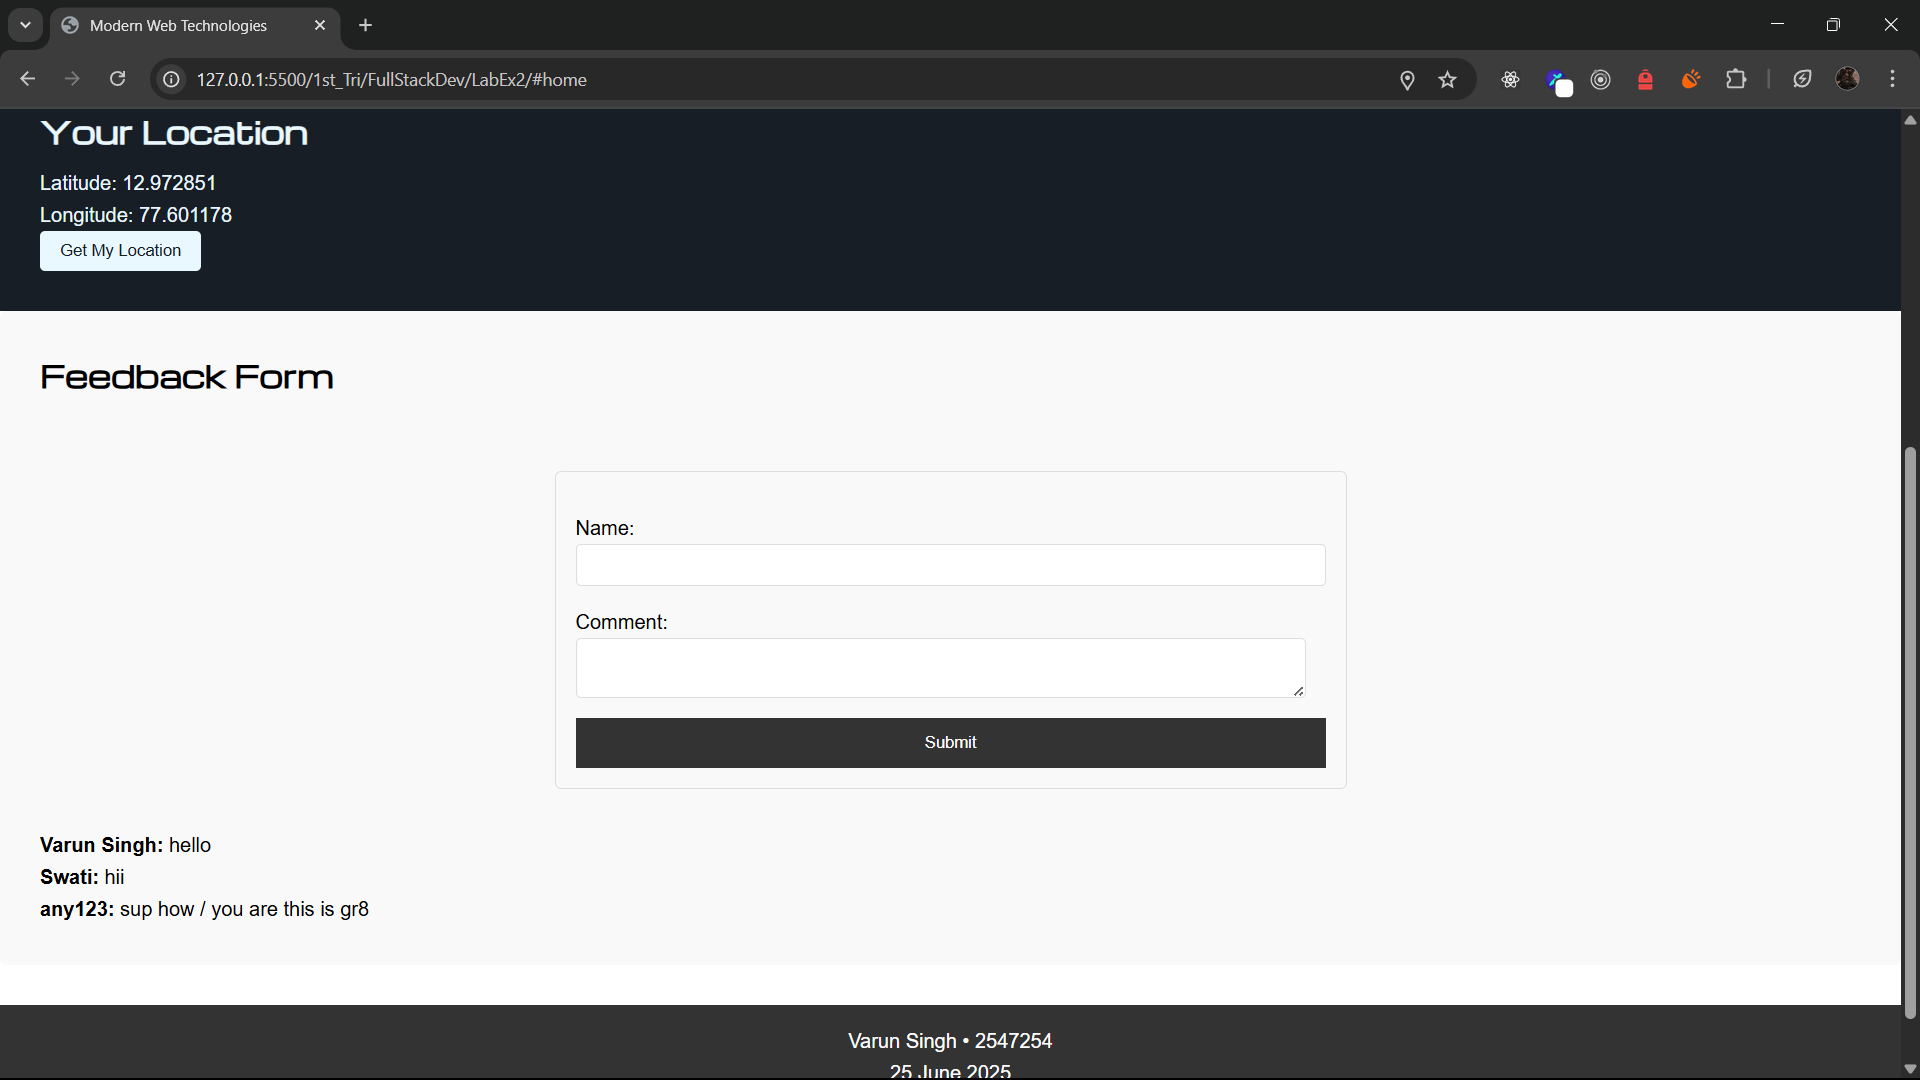 Modern Web Technologies
127.0.0.1:5500/1st_Tri/FullStackDev/LabEx2/#home
Your Location
Latitude: 12.972851
Longitude: 77.601178
Get My Location
Feedback Form
Name:
Comment:
Submit
Varun Singh: hello
Swati: hii
any123: sup how / you are this is gr8
Varun Singh • 2547254
25 June 2025